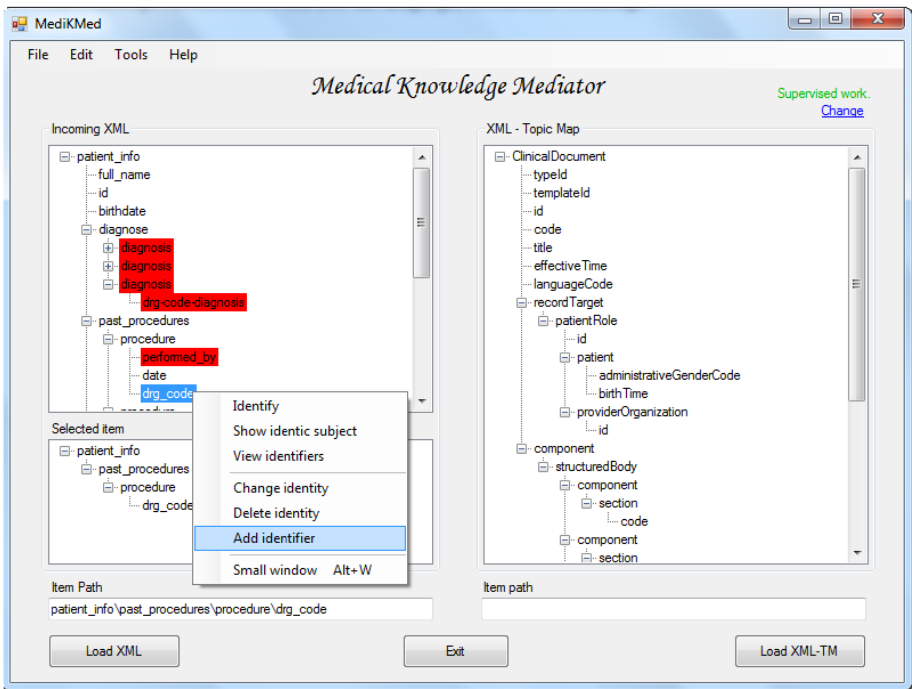 MediKMed
File Edit Tools Help
Medical Knowledge Mediator
Supervised work.
Change
Incoming XML
patient_info
full_name
id
birthdate
diagnose
diagnosis
diagnosis
diagnosis
drg-code-diagnosis
past_procedures
procedure
performed_by
date
drg_code
Identify
Show identic subject
View identifiers
Change identity
Delete identity
Add identifier
Small window Alt+W
Selected item
patient_info
past_procedures
procedure
drg_code
Item Path
patient_info\past_procedures\procedure\drg_code
Load XML
Exit
XML - Topic Map
ClinicalDocument
typeId
templateId
id
code
title
effectiveTime
languageCode
recordTarget
patientRole
id
patient
administrativeGenderCode
birthTime
providerOrganization
id
component
structuredBody
component
section
code
component
section
Item path
Load XML-TM